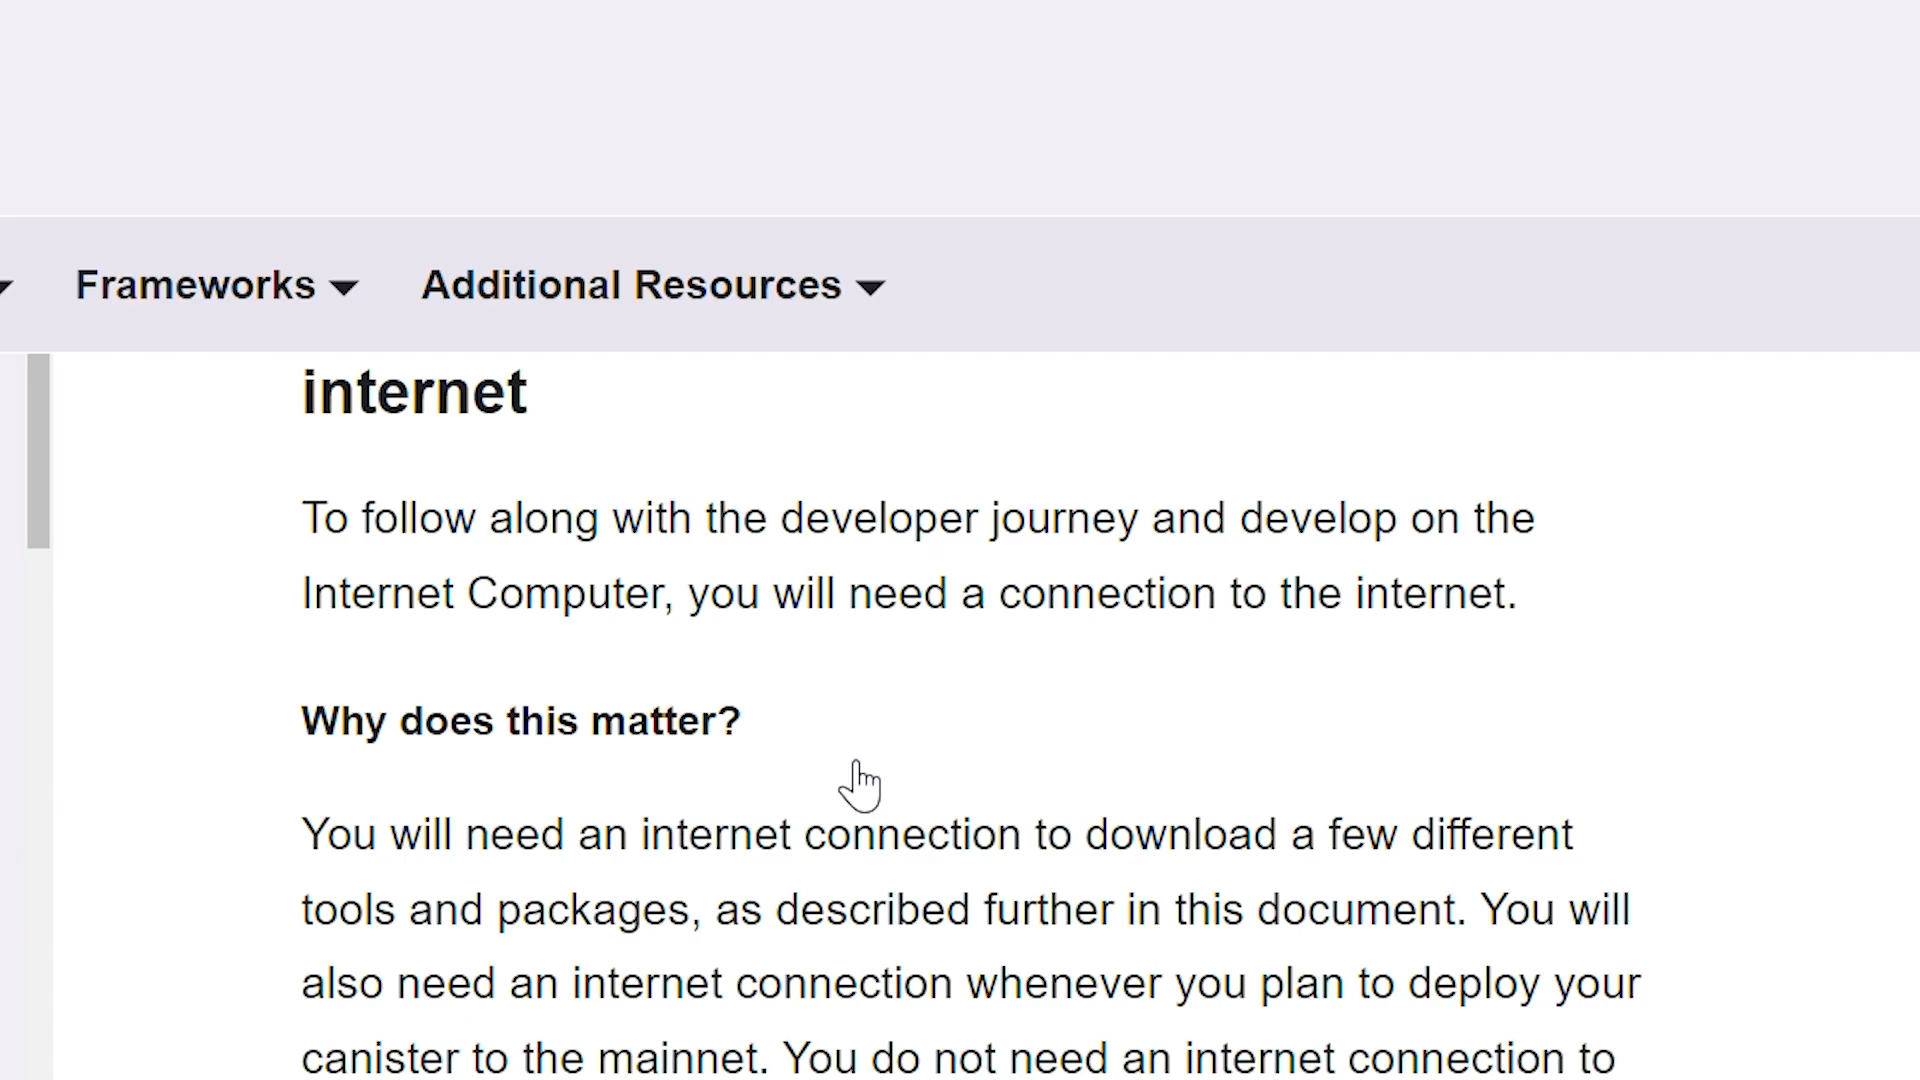 Frameworks Additional Resources
internet
To follow along with the developer journey and develop on the
Internet Computer, you will need a connection to the internet.
Why does this matter?
You will need an internet connection to download a few different
tools and packages, as described further in this document. You will
also need an internet connection whenever you plan to deploy your
canister to the mainnet. You do not need an internet connection to